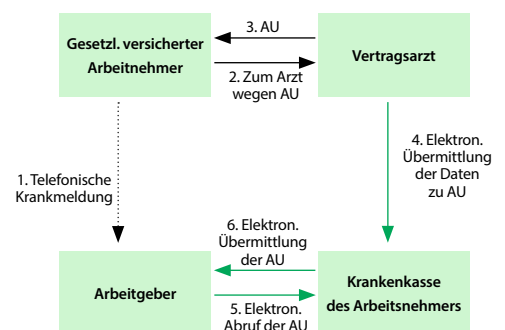 Gesetzl. versicherter
Arbeitnehmer
3. AU
2. Zum Arzt
wegen AU
Vertragsarzt
1. Telefonische
Krankmeldung
4. Elektron.
Übermittlung
der Daten
zu AU
6. Elektron.
Übermittlung
der AU
Arbeitgeber
5. Elektron.
Abruf der AU
Krankenkasse
des Arbeitsnehmers